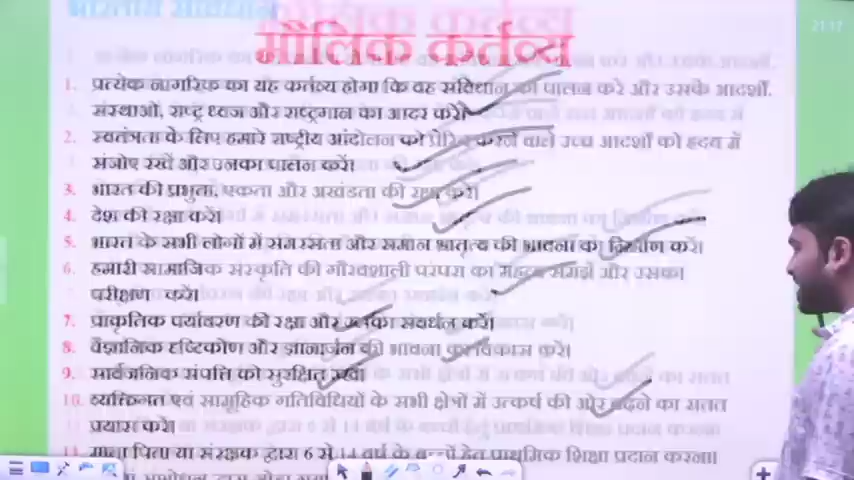 भारतीय संविधान
मौलिक कर्तव्य
21:17
1. प्रत्येक नागरिक का यह कर्तव्य होगा कि वह संविधान का पालन करे और उसके आदर्शों.
संस्थाओं, राष्ट्र ध्वज और राष्ट्रगान का आदर करे।
2. स्वतंत्रता के लिए हमारे राष्ट्रीय आंदोलन को प्रेरित करने वाले उच्च आदर्शों को हृदय में
संजोए रखें और उनका पालन करें।
3. भारत की प्रभुता, एकता और अखंडता की रक्षा करें।
4. देश की रक्षा करें।
5. भारत के सभी लोगों में समरसता और समान भ्रातृत्व की भावना का निर्माण करें।
6. हमारी सामाजिक संस्कृति की गौरवशाली परंपरा का महत्व समझें और उसका
परीक्षण करें।
7. प्राकृतिक पर्यावरण की रक्षा और उनका संवर्धन करें।
8. वैज्ञानिक दृष्टिकोण और ज्ञानार्जन की भावना का विकास करें।
9. सार्वजनिक संपत्ति को सुरक्षित रखें।
10. व्यक्तिगत एवं सामूहिक गतिविधियों के सभी क्षेत्रों में उत्कर्ष की ओर बढ़ने का सतत
प्रयास करें।
11. माता पिता या संरक्षक द्वारा 6 से 14 वर्ष के बच्चों हेतु प्राथमिक शिक्षा प्रदान करना।